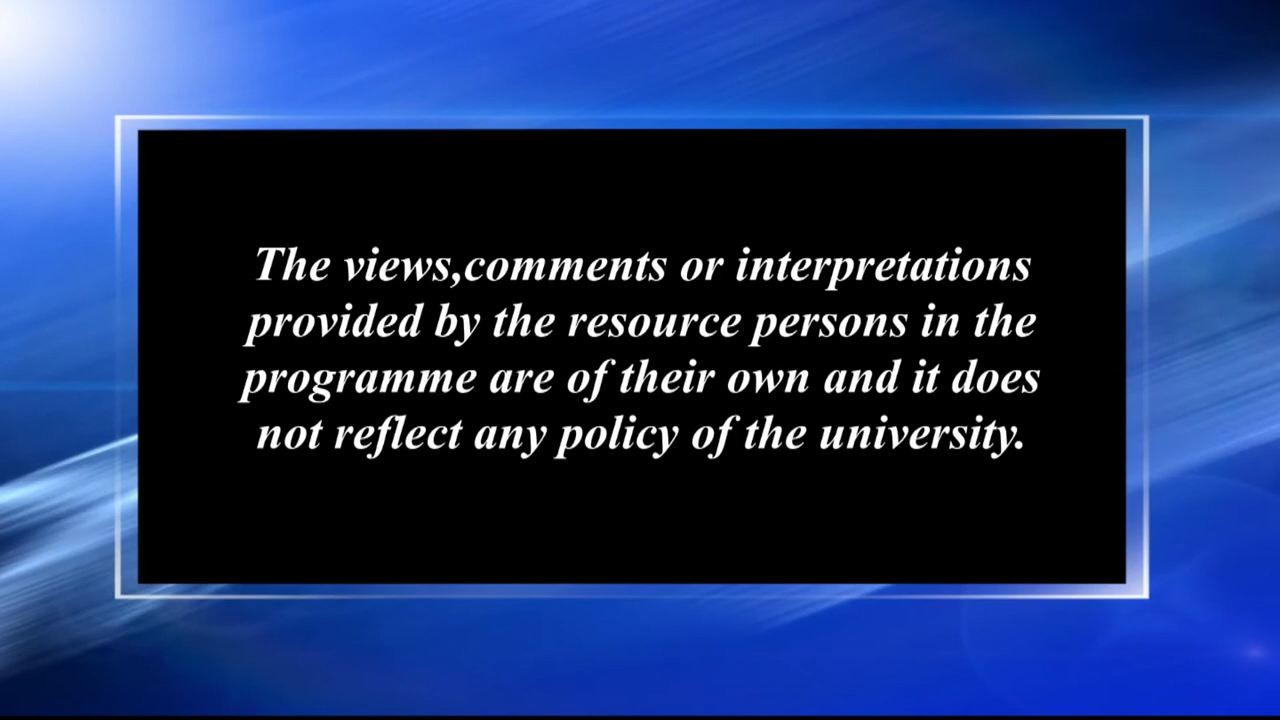 The views,comments or interpretations
provided by the resource persons in the
programme are of their own and it does
not reflect any policy of the university.